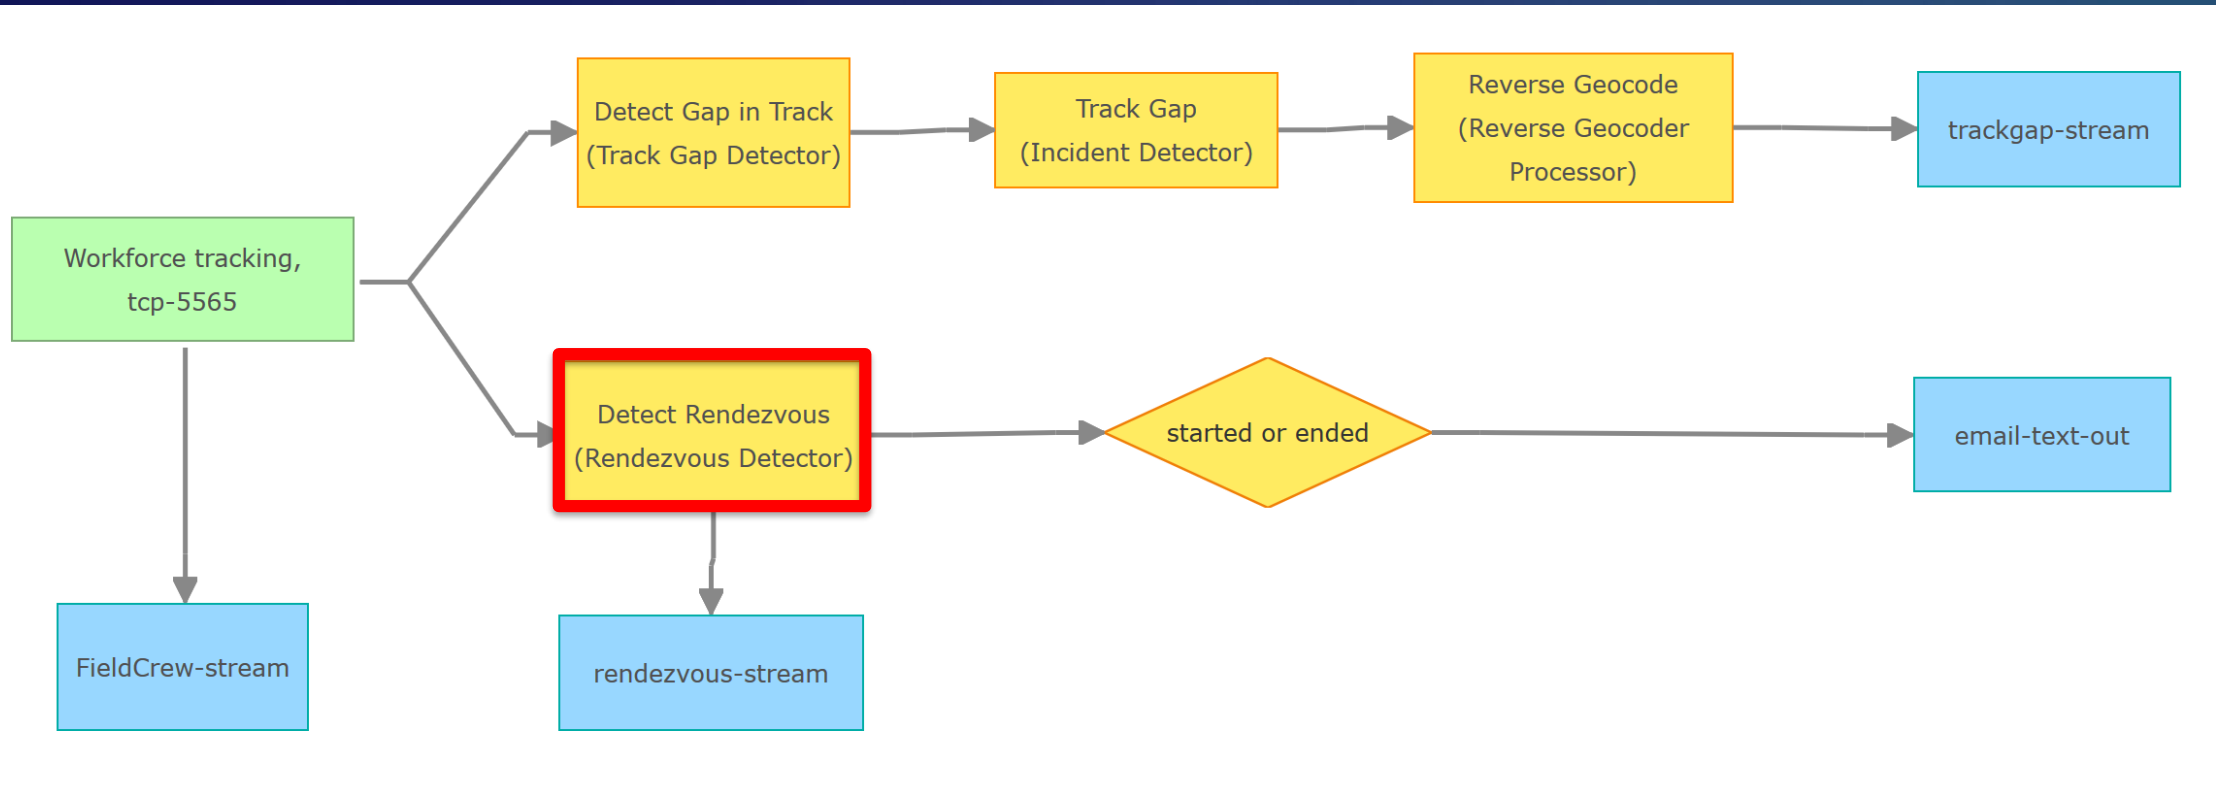 Detect Gap in Track
(Track Gap Detector)
Track Gap
(Incident Detector)
Reverse Geocode
(Reverse Geocoder
Processor)
trackgap-stream
Workforce tracking,
tcp-5565
Detect Rendezvous
(Rendezvous Detector)
started or ended
email-text-out
FieldCrew-stream
rendezvous-stream